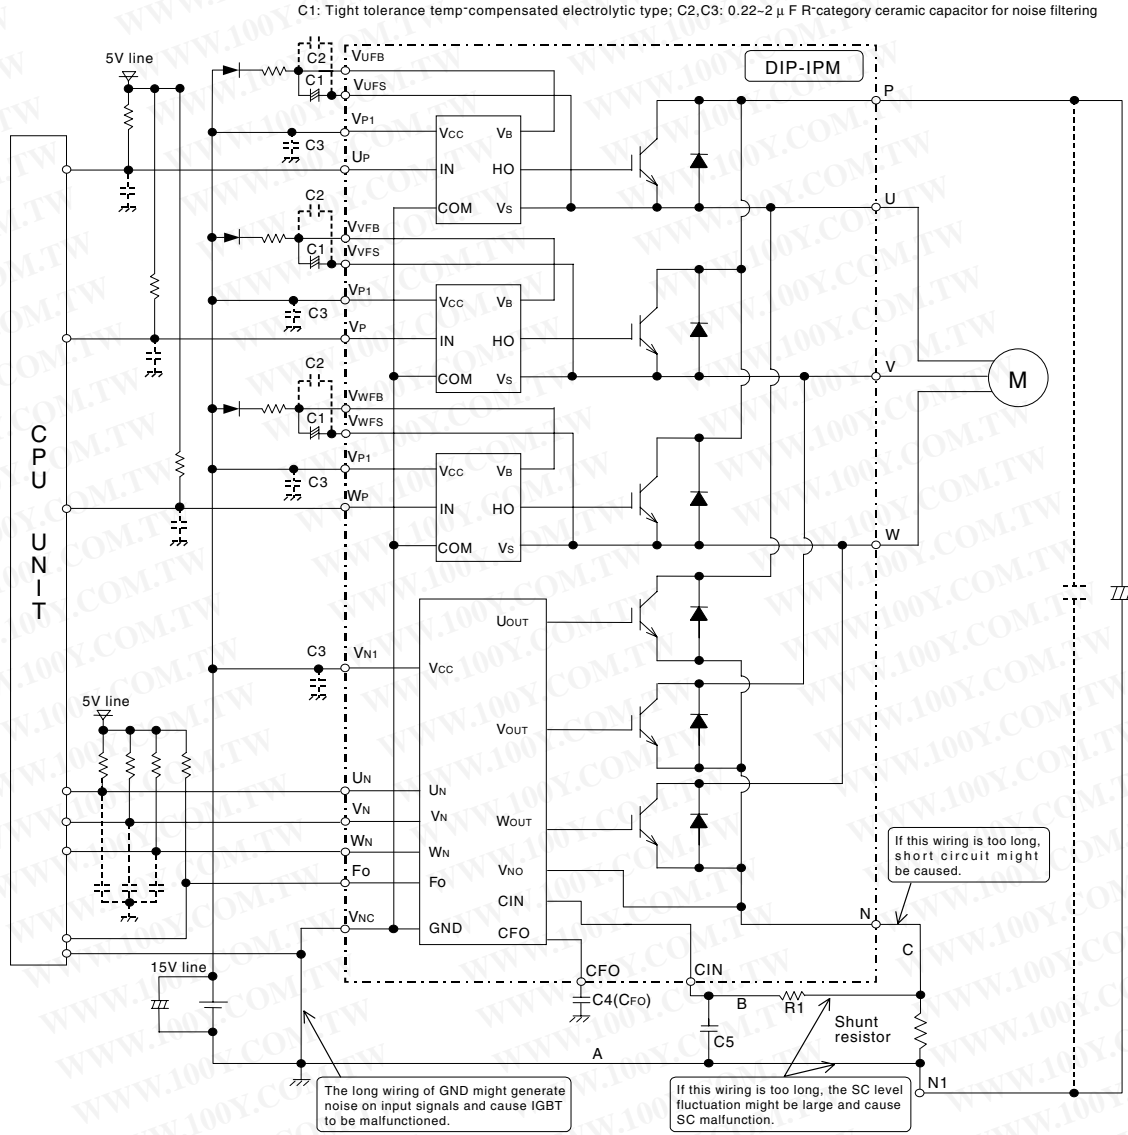 C1: Tight tolerance temp-compensated electrolytic type; C2,C3: 0.22~2 μ F R-category ceramic capacitor for noise filtering
DIP-IPM
5V line
C2
VUFB
C1
VUFS
P
VP1
C3
VCC
VB
UP
IN
HO
COM
VS
U
C2
VVFB
C1
VVFS
VP1
C3
VCC
VB
VP
IN
HO
COM
VS
V
M
C2
VWFB
C1
VWFS
VP1
C3
VCC
VB
WP
IN
HO
COM
VS
W
CPU UNIT
UOUT
C3
VN1
VCC
5V line
VOUT
UN
UN
VN
VN
WOUT
WN
WN
If this wiring is too long,
short circuit might
be caused.
FO
FO
VNO
CIN
VNC
GND
CFO
N
C
15V line
CFO
CIN
C4(CFO)
B
R1
C5
Shunt
resistor
A
N1
The long wiring of GND might generate
noise on input signals and cause IGBT
to be malfunctioned.
If this wiring is too long, the SC level
fluctuation might be large and cause
SC malfunction.
WWW.100Y.COM.TW